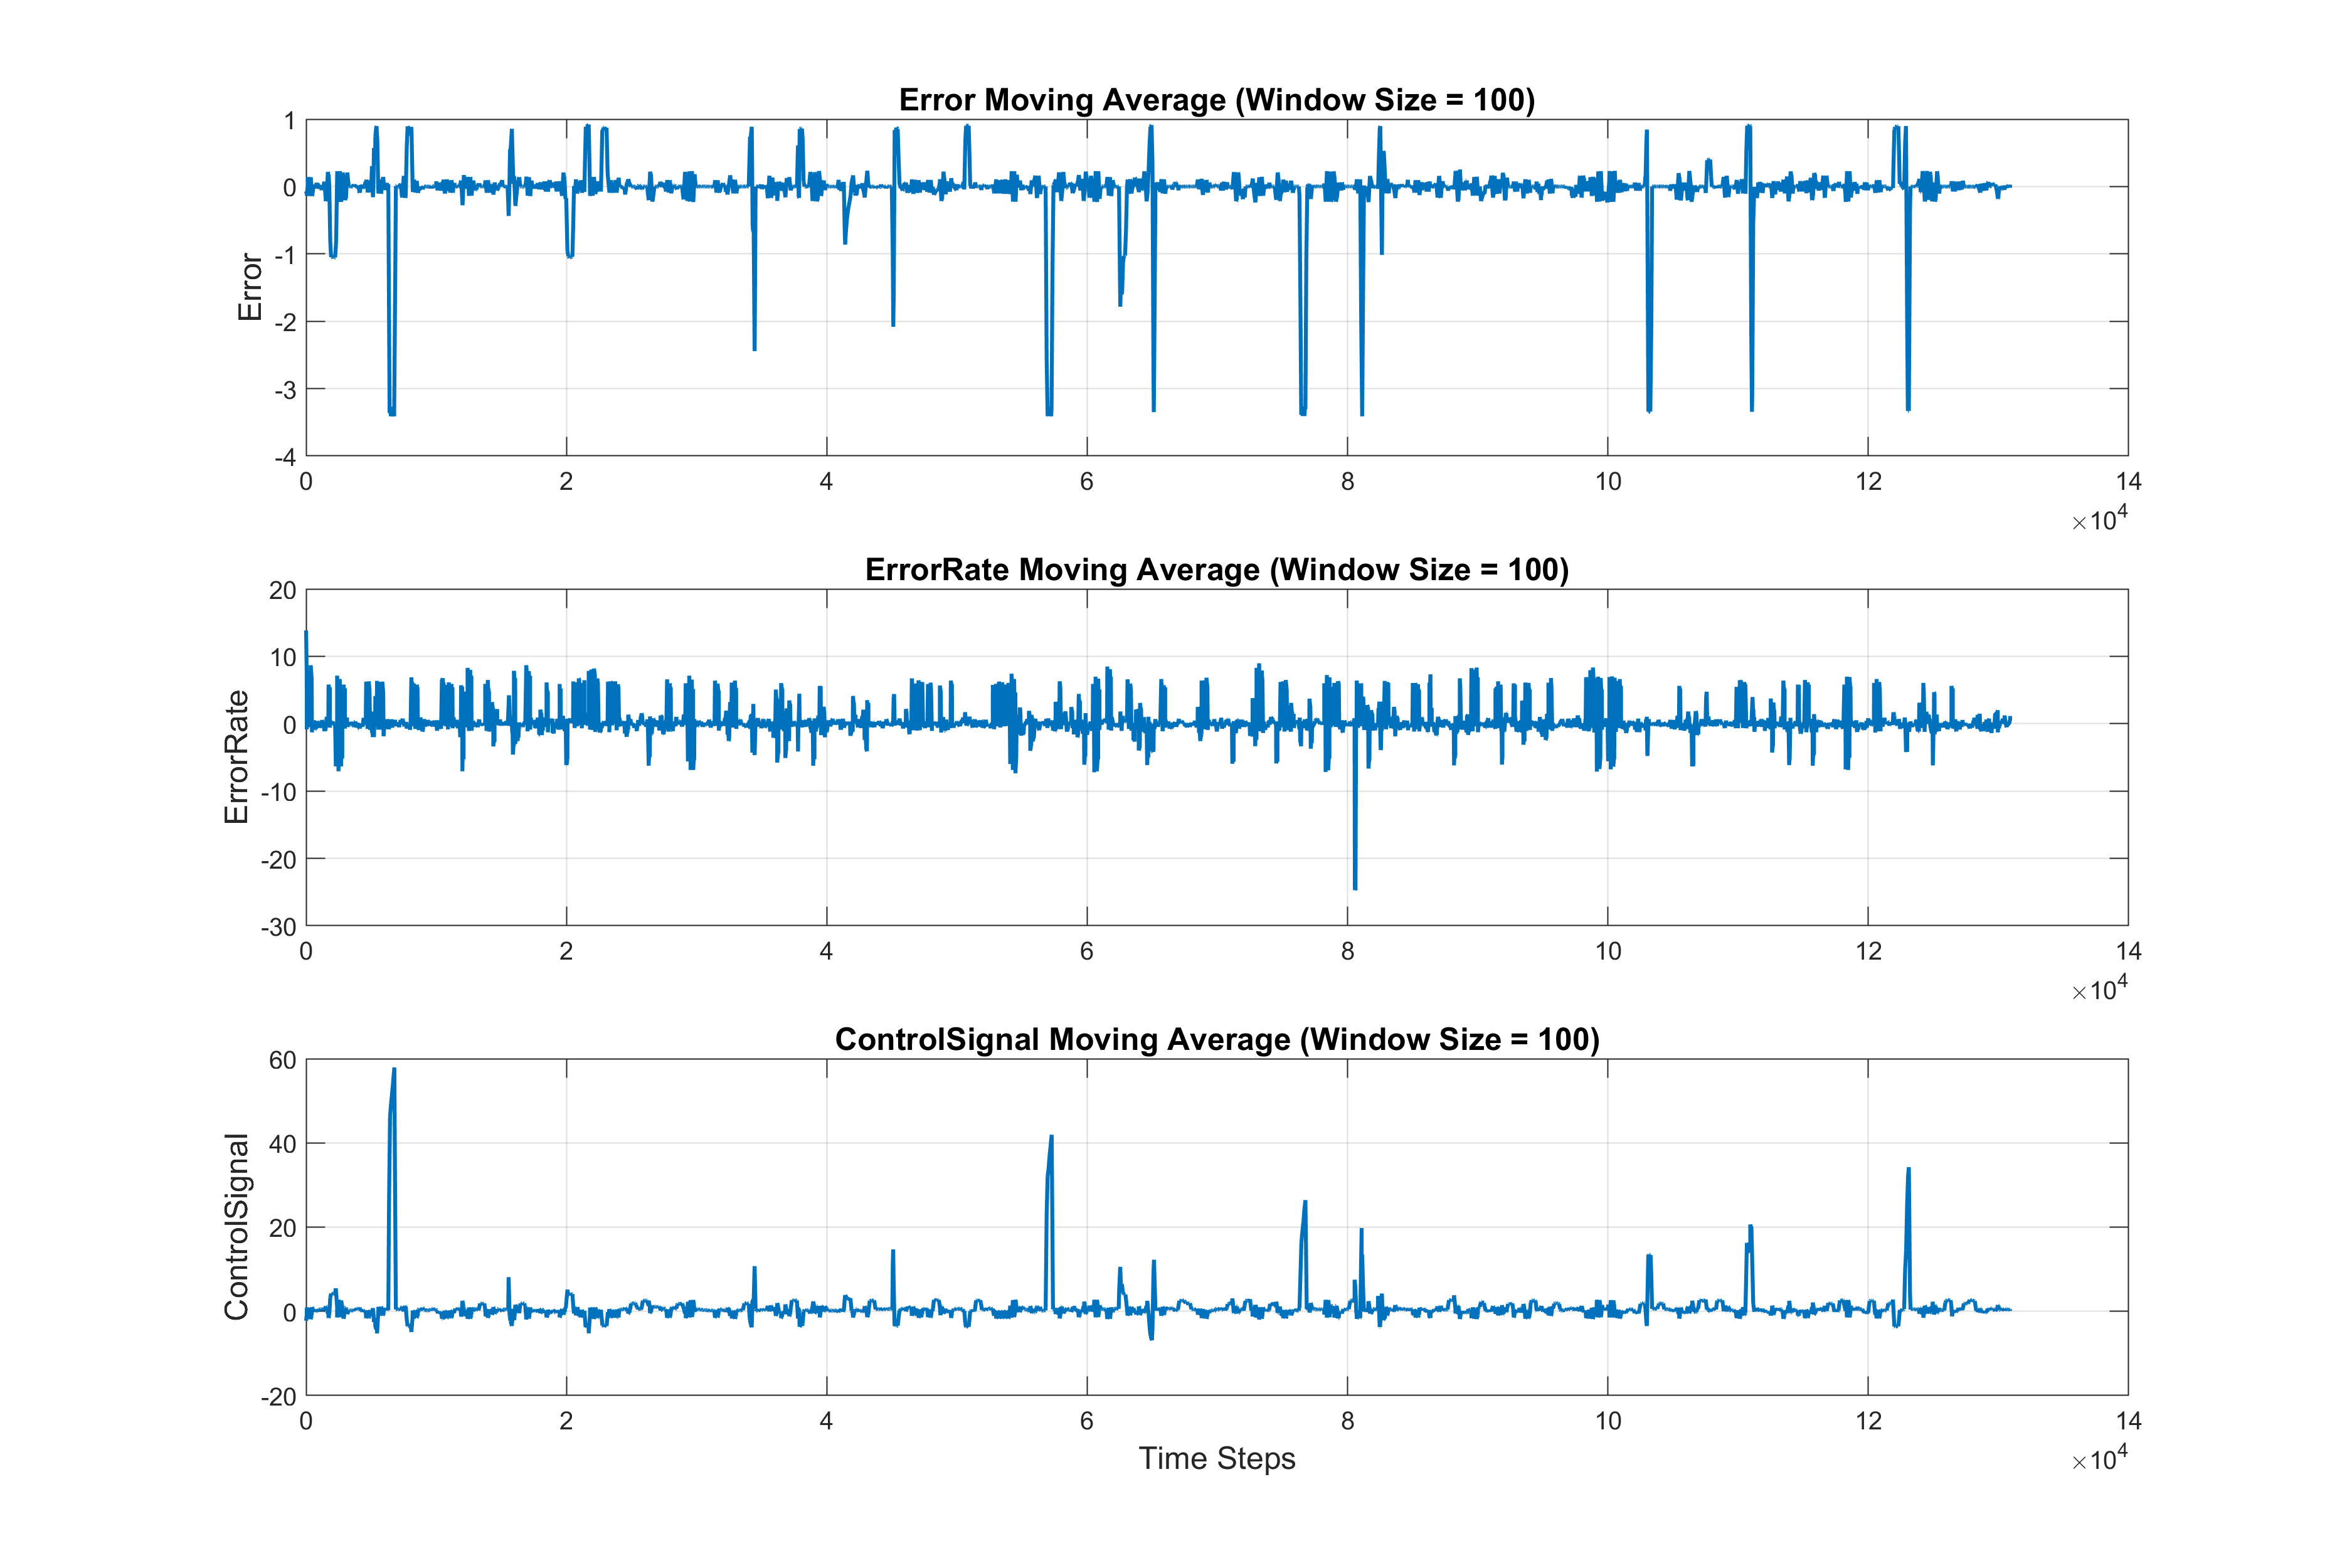 Error Moving Average (Window Size = 100)
1
0
-1
-2
-3
-4
Error
0 2 4 6 8 10 12 14
×10^4
ErrorRate Moving Average (Window Size = 100)
20
10
0
-10
-20
-30
ErrorRate
0 2 4 6 8 10 12 14
×10^4
ControlSignal Moving Average (Window Size = 100)
60
40
20
0
-20
ControlSignal
0 2 4 6 8 10 12 14
Time Steps
×10^4